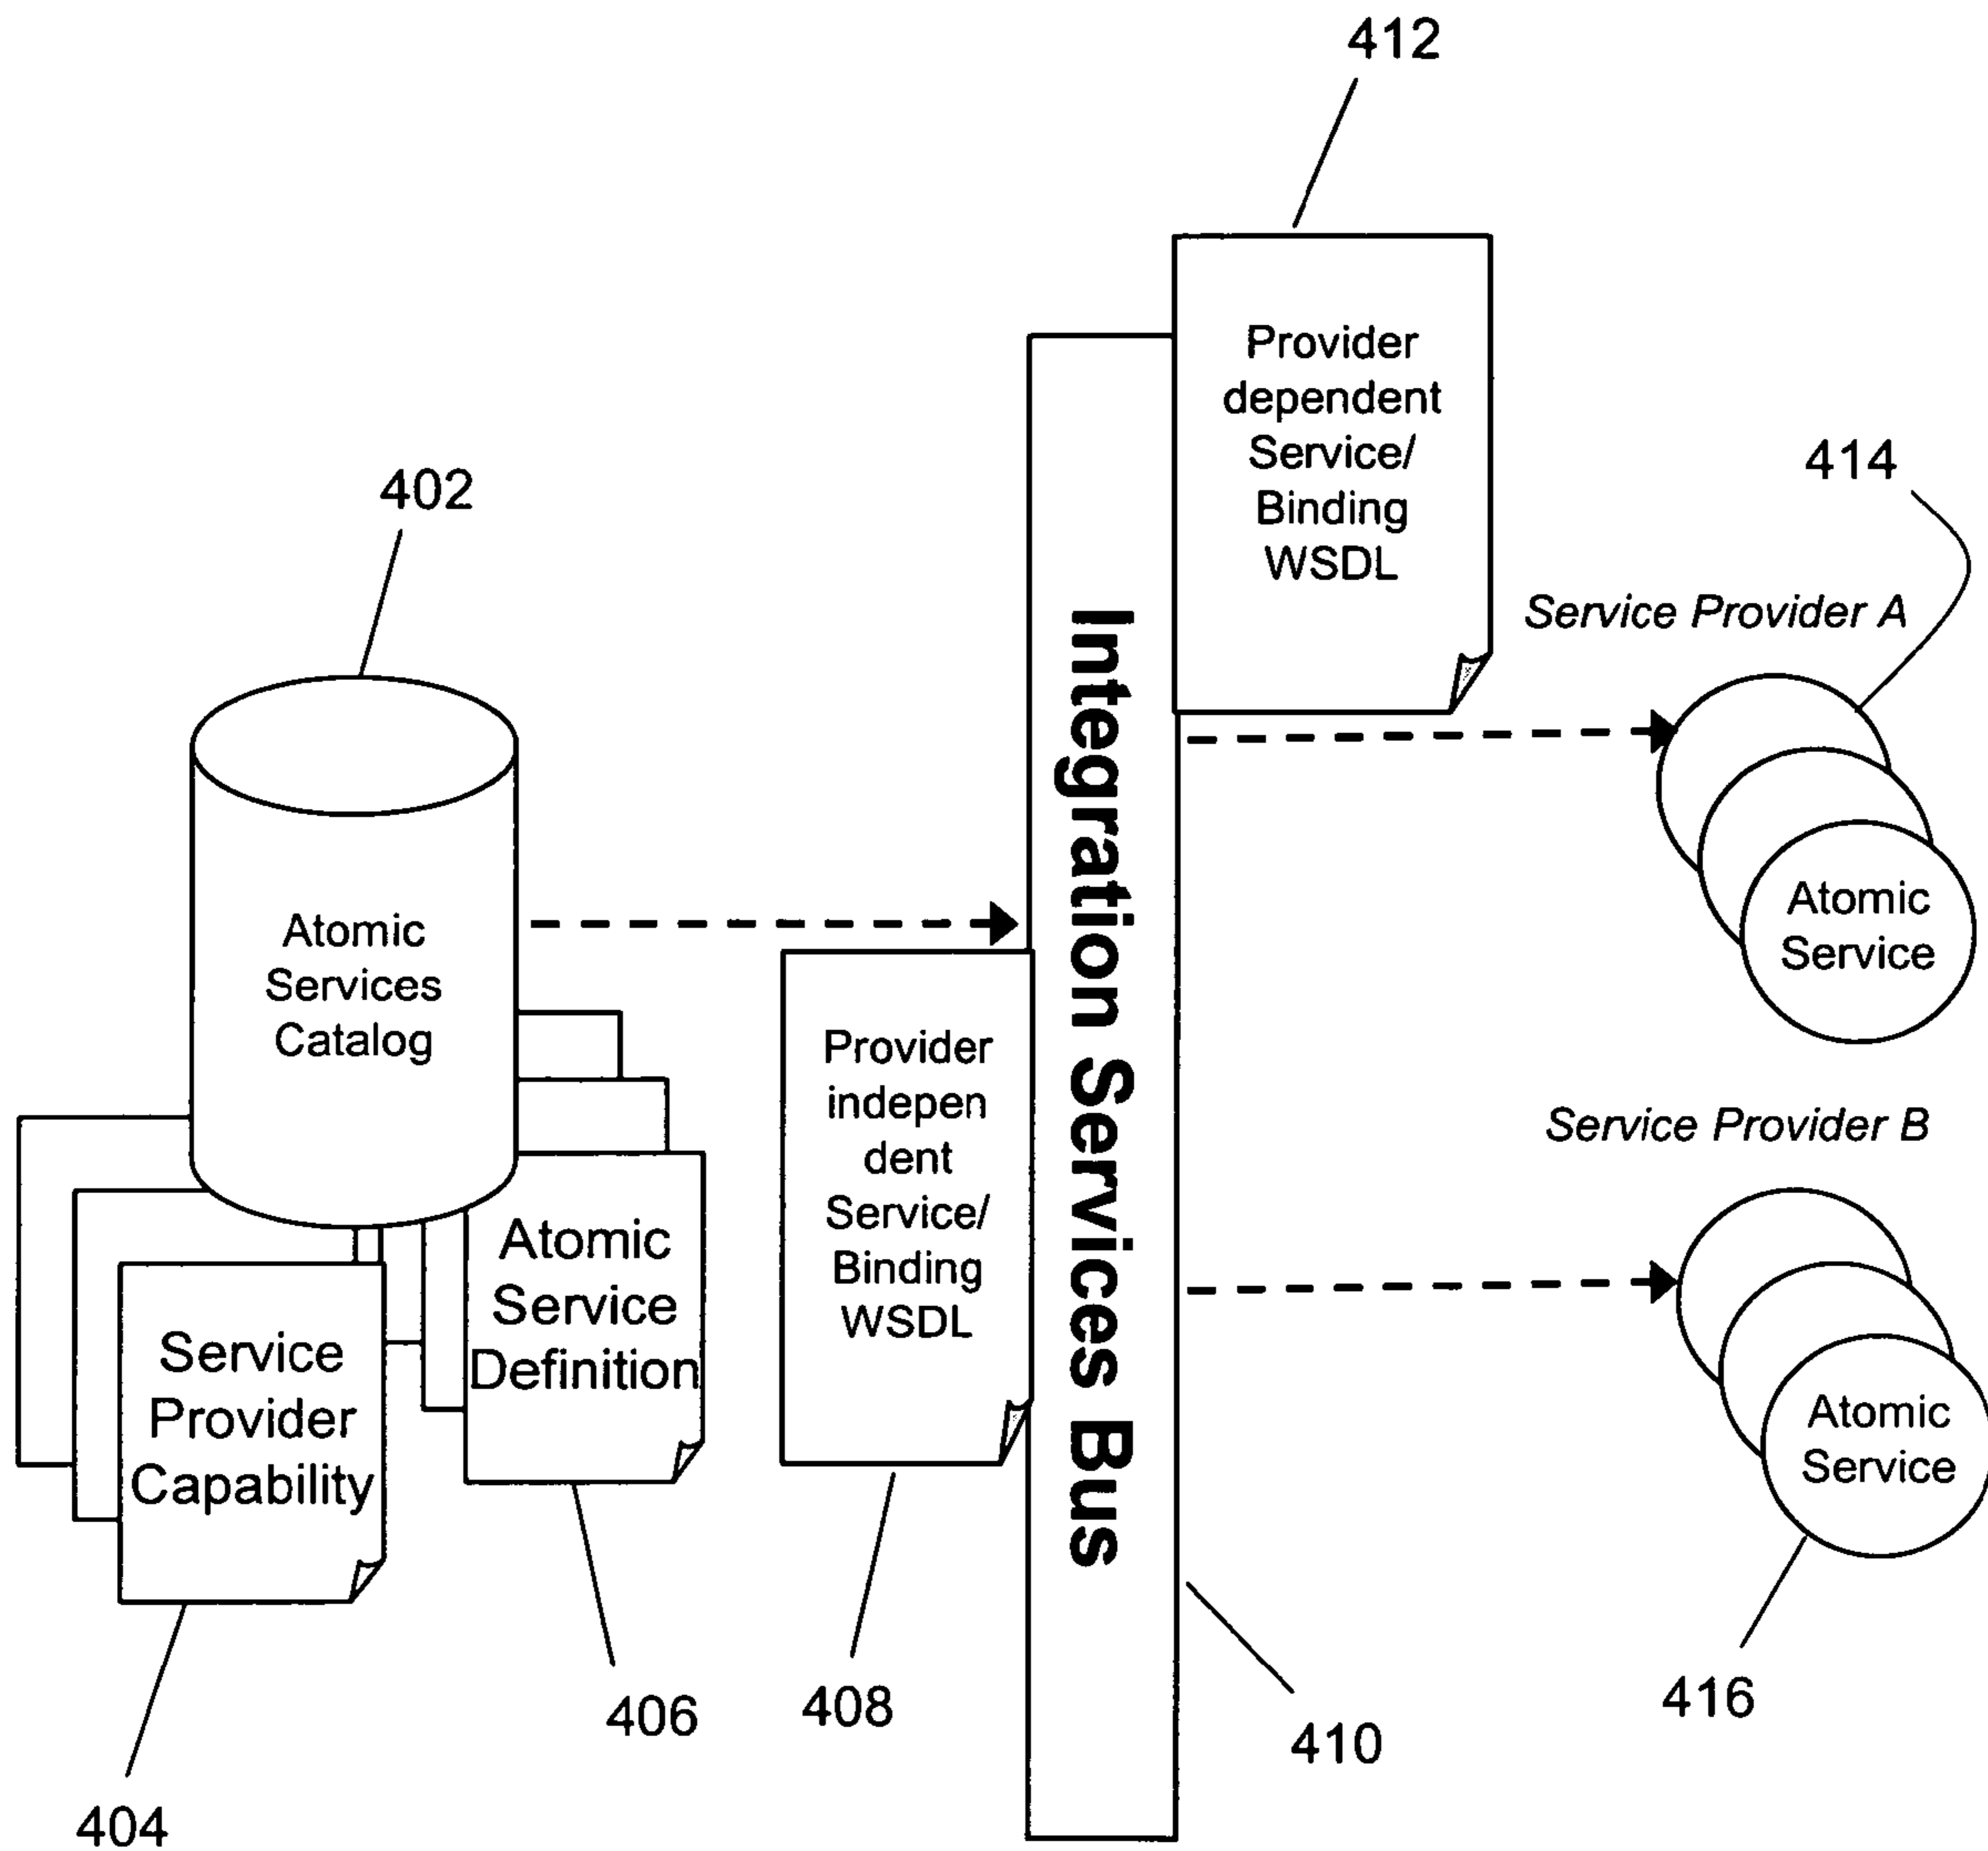 412
Provider
dependent
Service/
Binding
WSDL
414
402
Service Provider A
Integration Services Bus
Atomic
Services
Catalog
Atomic
Service
Provider
indepen
dent
Service/
Binding
WSDL
Service Provider B
Atomic
Service
Definition
Service
Provider
Capability
Atomic
Service
406
408
410
416
404